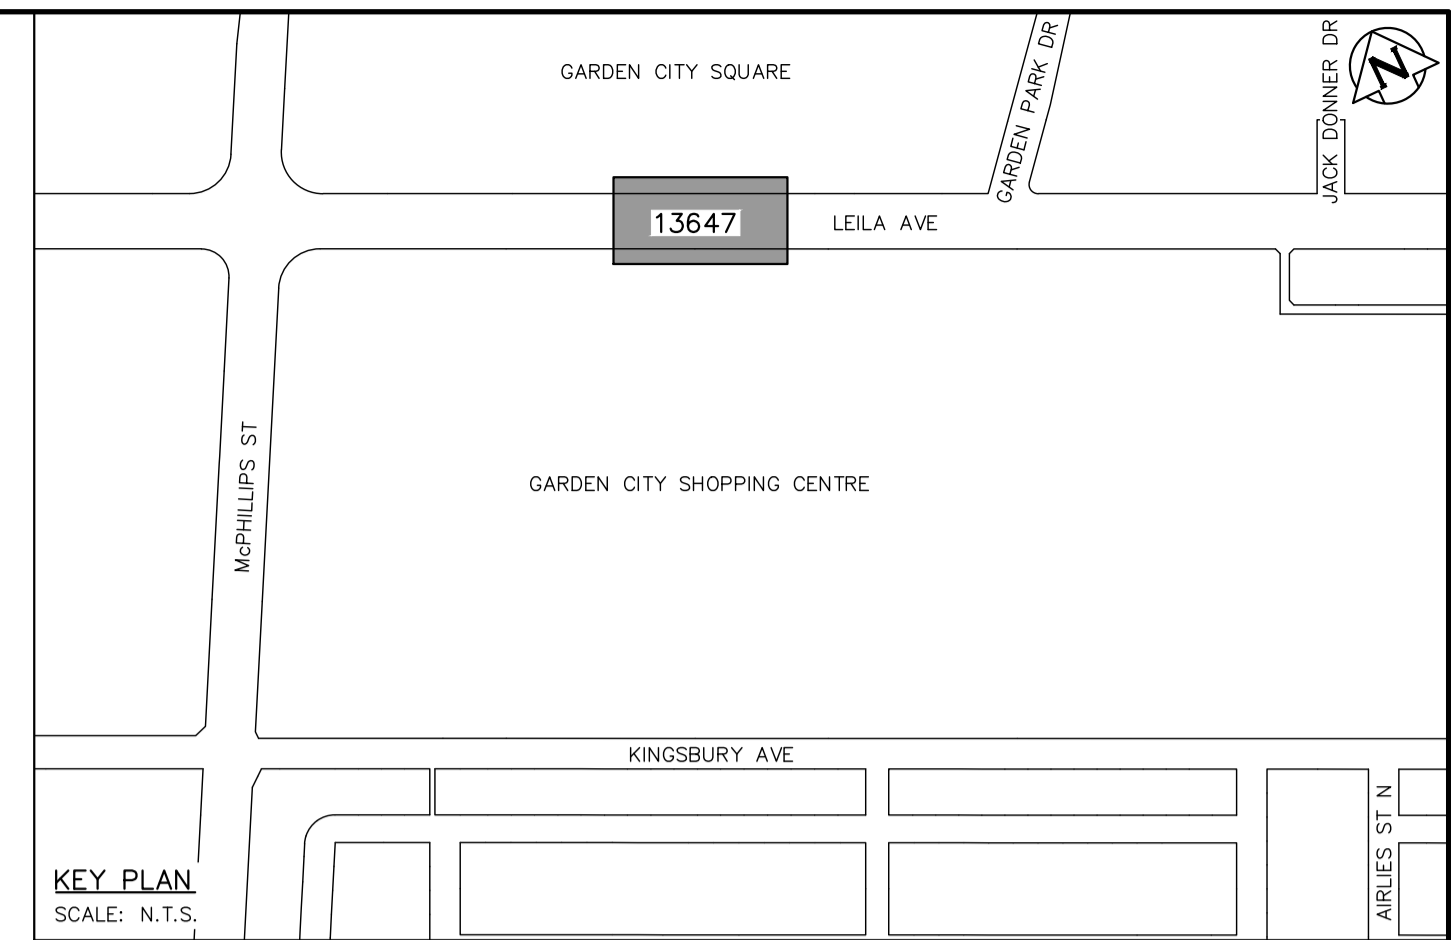 GARDEN CITY SQUARE
GARDEN PARK DR
JACK DONNER DR
N
13647
LEILA AVE
McPHILLIPS ST
GARDEN CITY SHOPPING CENTRE
KINGSBURY AVE
AIRLIES ST N
KEY PLAN
SCALE: N.T.S.